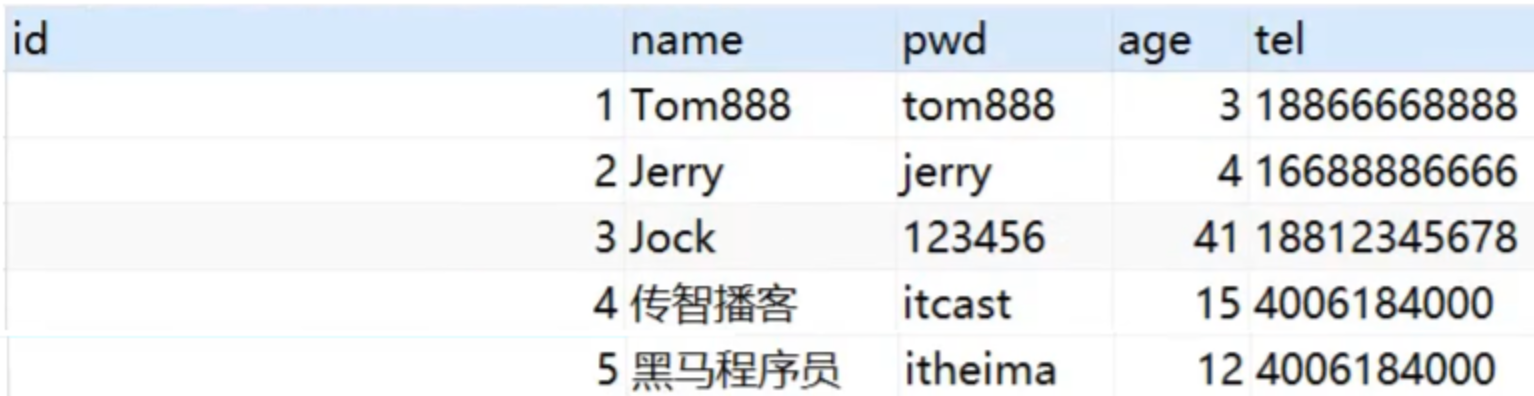 id name pwd age tel
1 Tom888 tom888 3 18866668888
2 Jerry jerry 4 16688886666
3 Jock 123456 41 18812345678
4 传智播客 itcast 15 4006184000
5 黑马程序员 itheima 12 4006184000